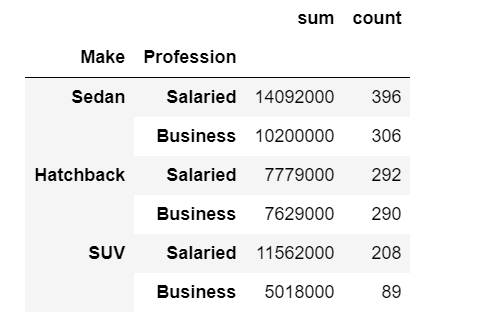 sum count
Make Profession
Sedan Salaried 14092000 396
Business 10200000 306
Hatchback Salaried 7779000 292
Business 7629000 290
SUV Salaried 11562000 208
Business 5018000 89